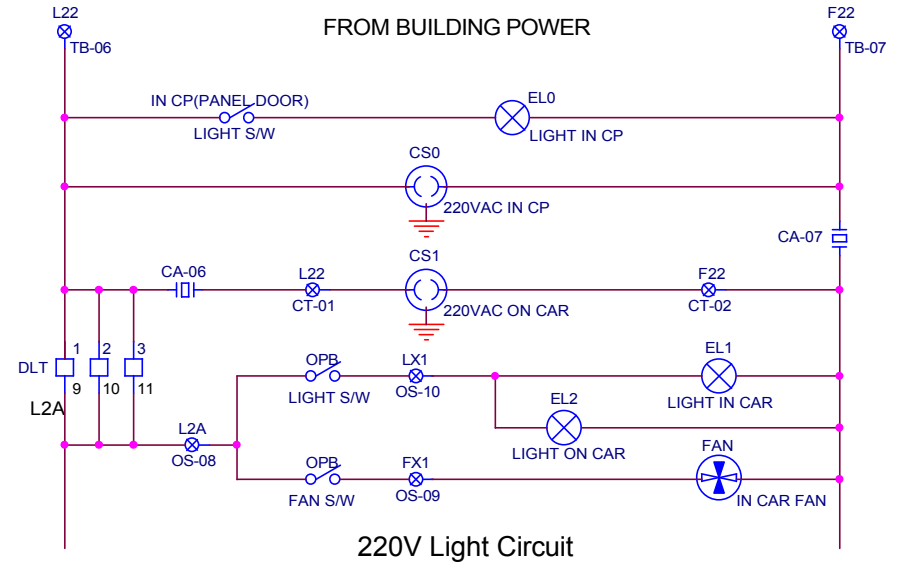 L22
FROM BUILDING POWER
F22
TB-06
TB-07
IN CP(PANEL DOOR)
LIGHT S/W
EL0
LIGHT IN CP
CS0
220VAC IN CP
CA-07
CA-06
L22
CT-01
CS1
220VAC ON CAR
F22
CT-02
DLT
1
2
3
9
10
11
L2A
OPB
LIGHT S/W
LX1
OS-10
EL1
LIGHT IN CAR
EL2
LIGHT ON CAR
L2A
OS-08
OPB
FAN S/W
FX1
OS-09
FAN
IN CAR FAN
220V Light Circuit